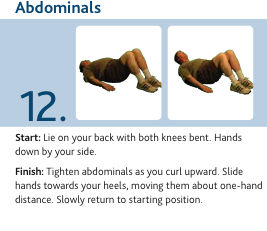 Abdominals
12.
Start: Lie on your back with both knees bent. Hands
down by your side.
Finish: Tighten abdominals as you curl upward. Slide
hands towards your heels, moving them about one-hand
distance. Slowly return to starting position.